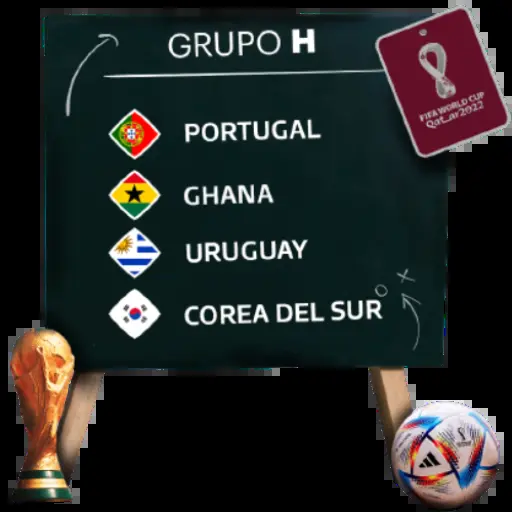 GRUPO H
FIFA WORLD CUP
Qatar2022
PORTUGAL
GHANA
URUGUAY
COREA DEL SUR